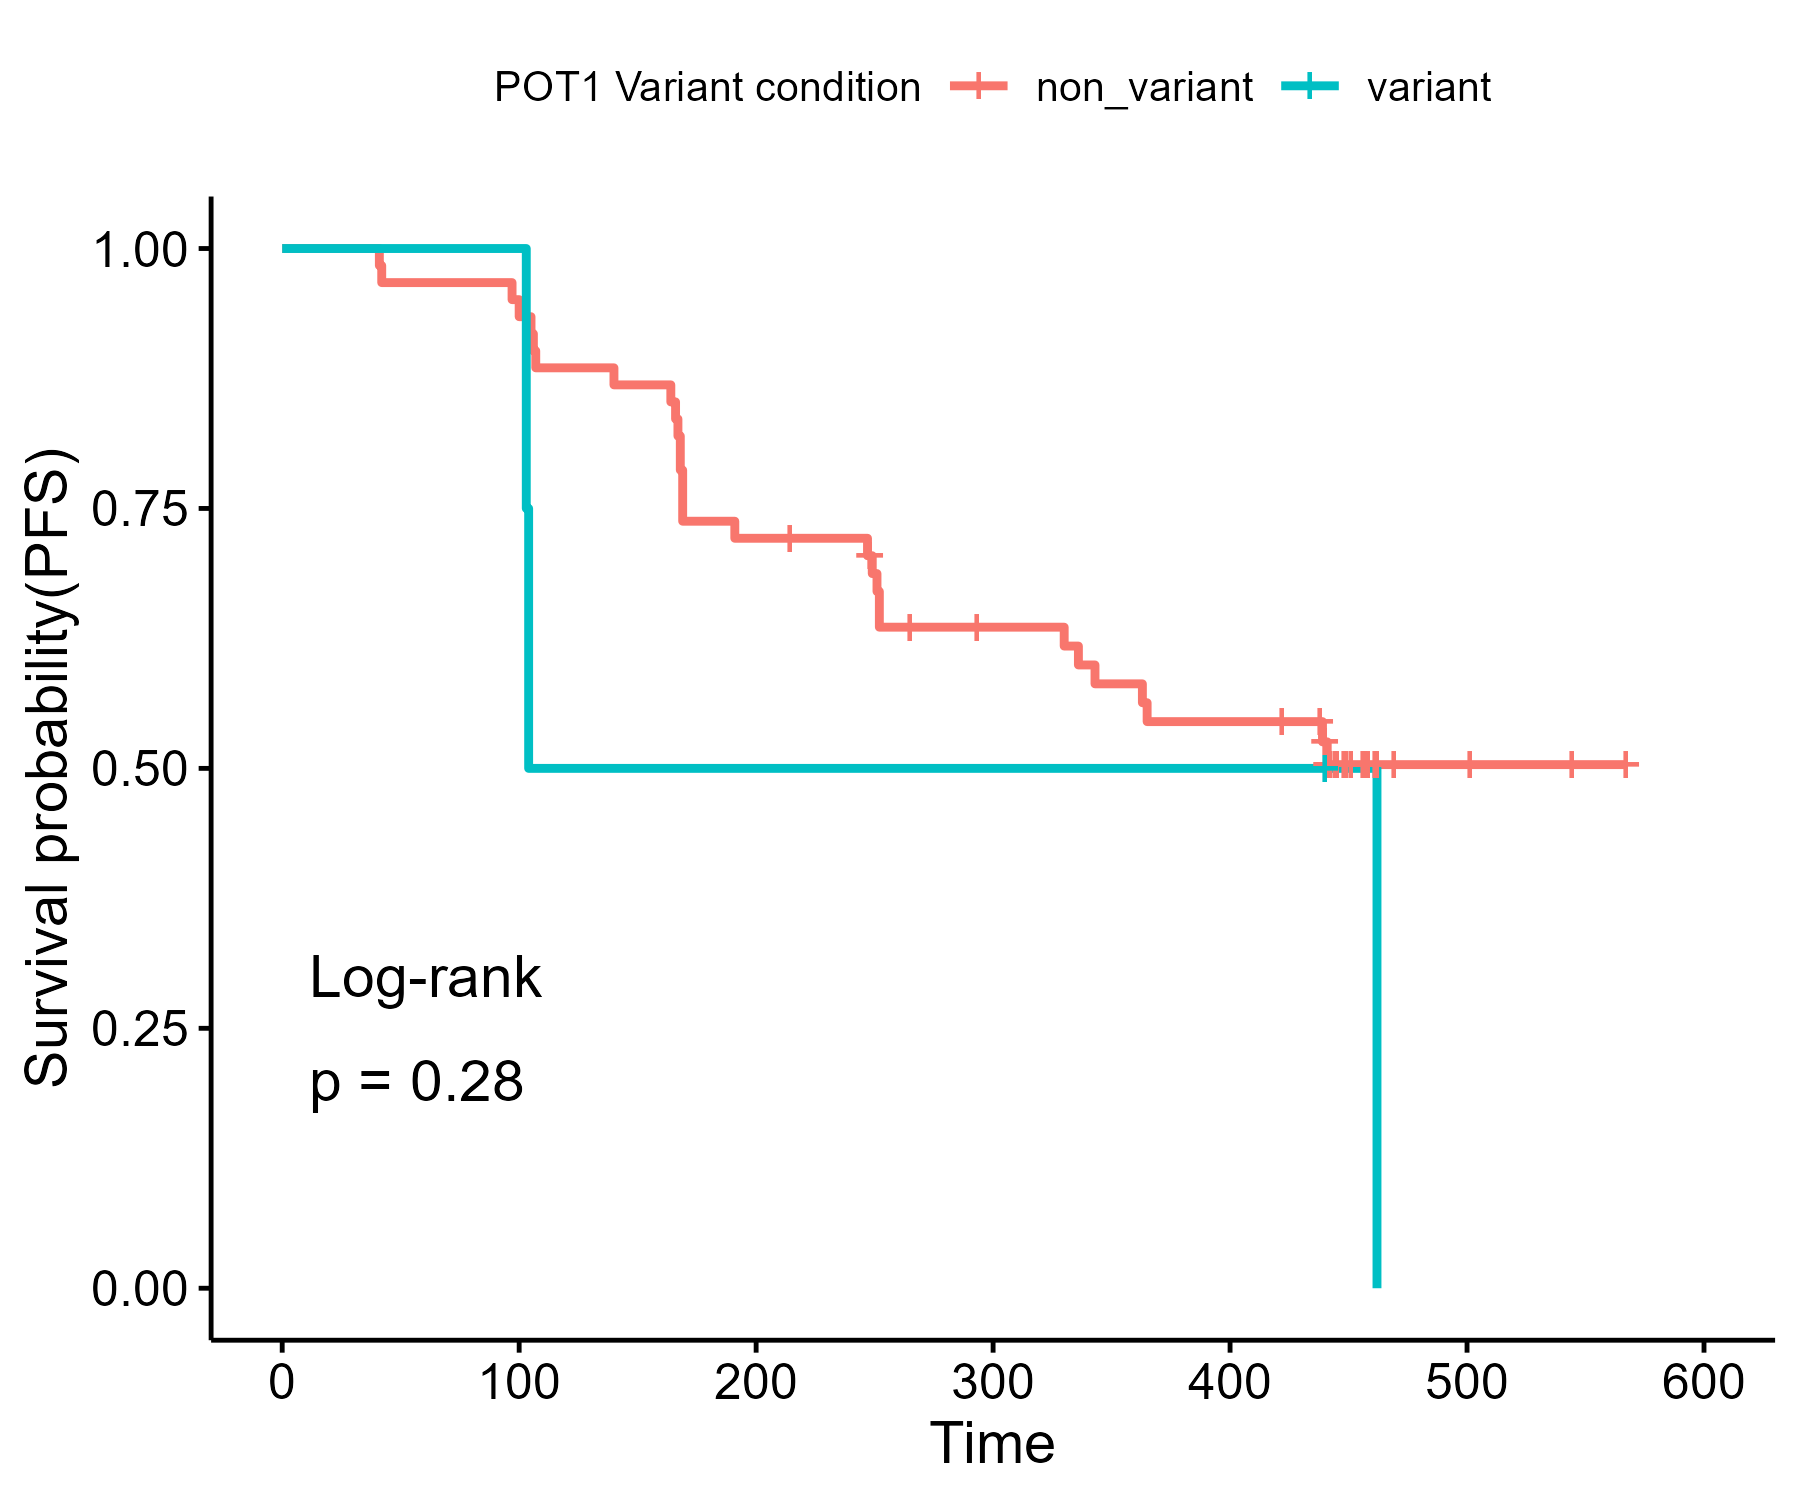 POT1 Variant condition non_variant variant
Survival probability(PFS)
1.00
0.75
0.50
0.25
0.00
Log-rank
p = 0.28
0 100 200 300 400 500 600
Time